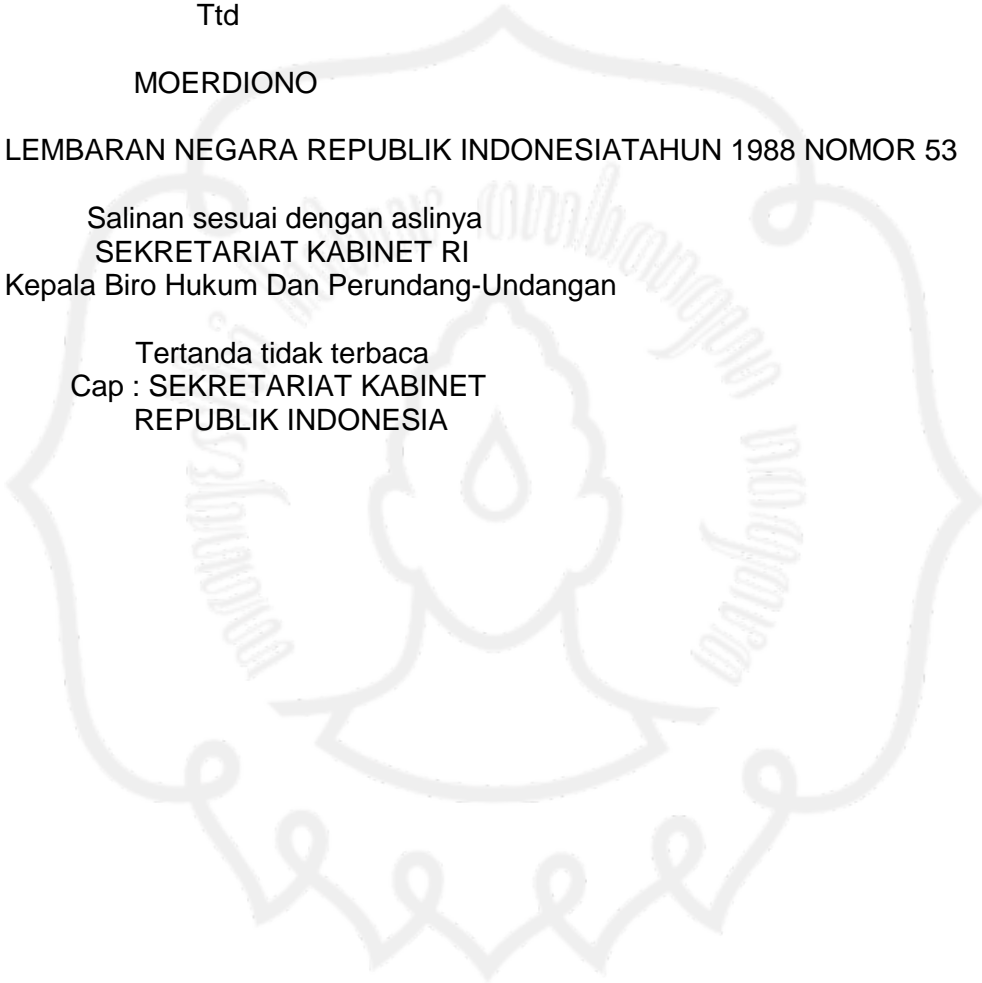 Ttd
MOERDIONO
LEMBARAN NEGARA REPUBLIK INDONESIATAHUN 1988 NOMOR 53
Salinan sesuai dengan aslinya
SEKRETARIAT KABINET RI
Kepala Biro Hukum Dan Perundang-Undangan
Tertanda tidak terbaca
Cap : SEKRETARIAT KABINET
REPUBLIK INDONESIA